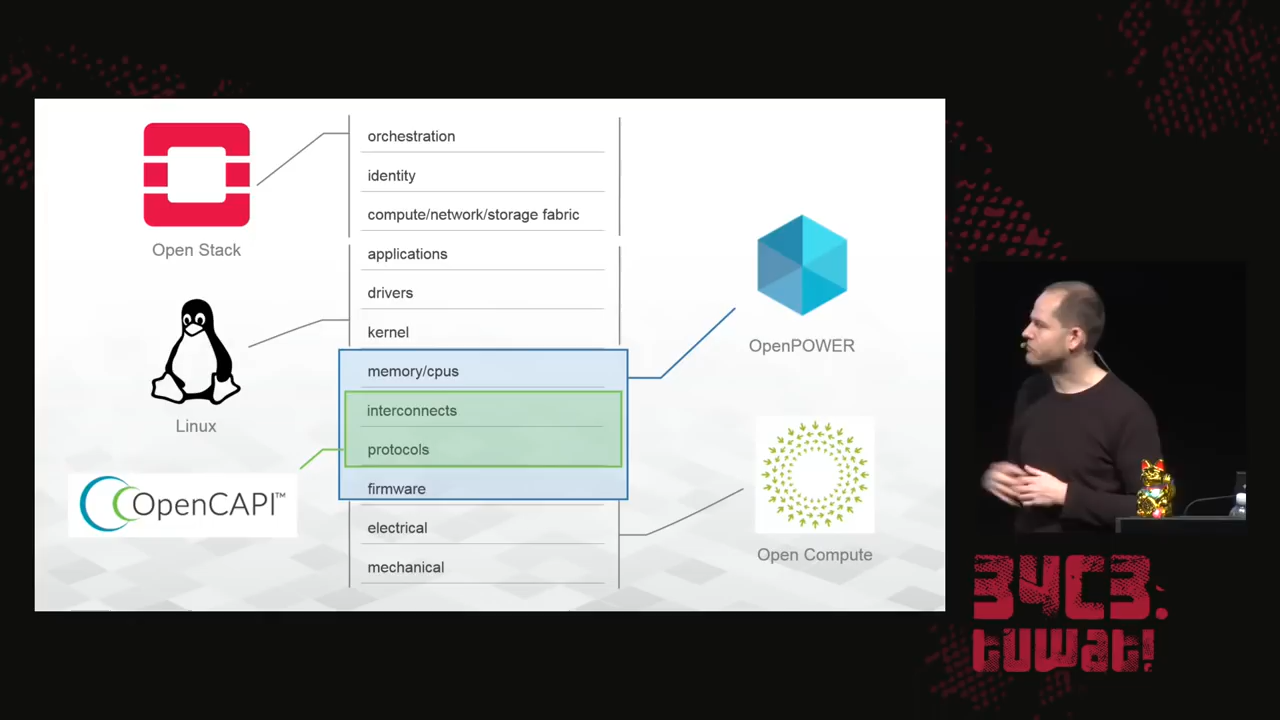 orchestration
identity
compute/network/storage fabric
applications
drivers
kernel
memory/cpus
interconnects
protocols
firmware
electrical
mechanical
Open Stack
Linux
OpenCAPI™
OpenPOWER
Open Compute
34C3.
tuwat!